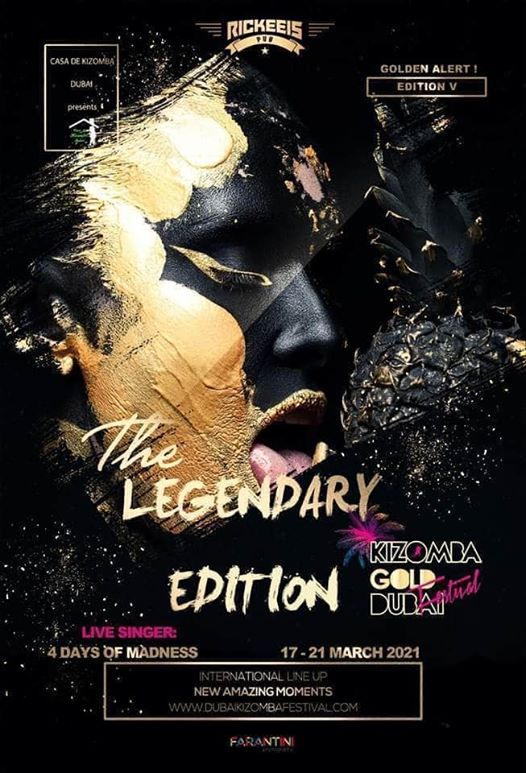 RICKEEIS
PUB
CASA DE KIZOMBA
DUBAI
presents
GOLDEN ALERT !
EDITION V
The
LEGENDARY
EDITION
KIZOMBA
GOLD
DUBAI
Festival
LIVE SINGER:
4 DAYS OF MADNESS
17 - 21 MARCH 2021
INTERNATIONAL LINE UP
NEW AMAZING MOMENTS
WWW.DUBAIKIZOMBAFESTIVAL.COM
FARANTINI